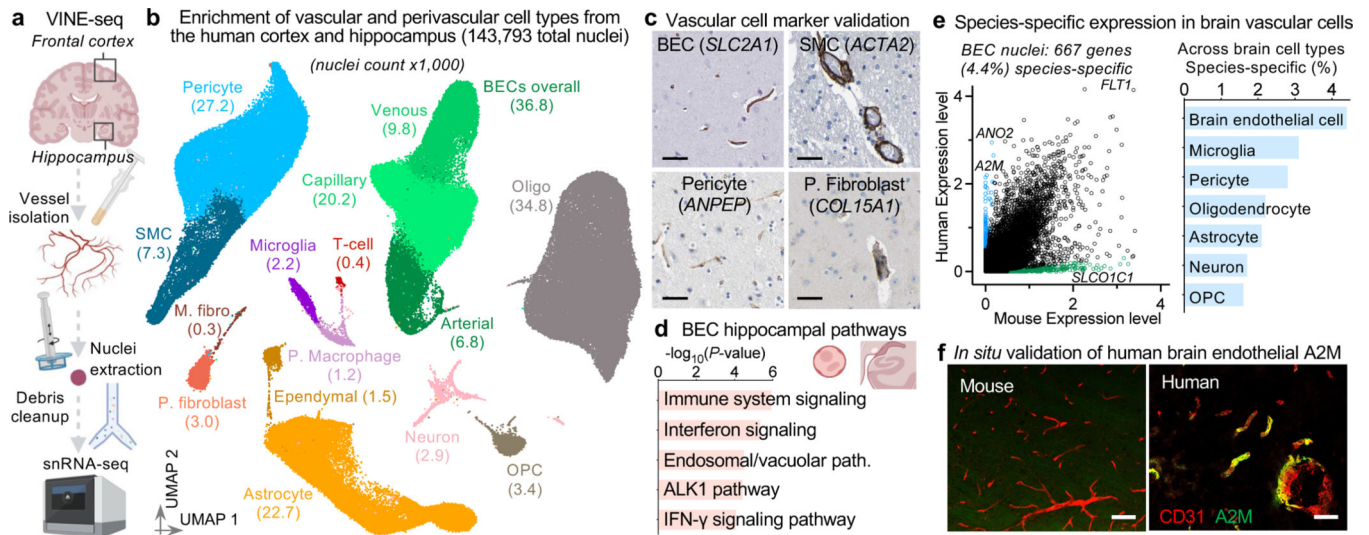 a VINE-seq
Frontal cortex
Hippocampus
Vessel
isolation
Nuclei
extraction
Debris
cleanup
snRNA-seq
b Enrichment of vascular and perivascular cell types from
the human cortex and hippocampus (143,793 total nuclei)
(nuclei count x1,000)
Pericyte
(27.2)
BECs overall
(36.8)
Venous
(9.8)
Capillary
(20.2)
Oligo
(34.8)
SMC
(7.3)
Microglia
(2.2)
T-cell
(0.4)
M. fibro.
(0.3)
Arterial
(6.8)
P. Macrophage
(1.2)
P. fibroblast
(3.0)
Ependymal (1.5)
Neuron
(2.9)
OPC
(3.4)
Astrocyte
(22.7)
UMAP 2
UMAP 1
c Vascular cell marker validation
BEC (SLC2A1)
SMC (ACTA2)
Pericyte
(ANPEP)
P. Fibroblast
(COL15A1)
d BEC hippocampal pathways
-log10(P-value)
0 2 4 6
Immune system signaling
Interferon signaling
Endosomal/vacuolar path.
ALK1 pathway
IFN-γ signaling pathway
e Species-specific expression in brain vascular cells
BEC nuclei: 667 genes
(4.4%) species-specific
FLT1
ANO2
A2M
SLCO1C1
Human Expression level
4
3
2
1
0
0 1 2 3 4
Mouse Expression level
Across brain cell types
Species-specific (%)
0 1 2 3 4
Brain endothelial cell
Microglia
Pericyte
Oligodendrocyte
Astrocyte
Neuron
OPC
f In situ validation of human brain endothelial A2M
Mouse
Human
CD31 A2M